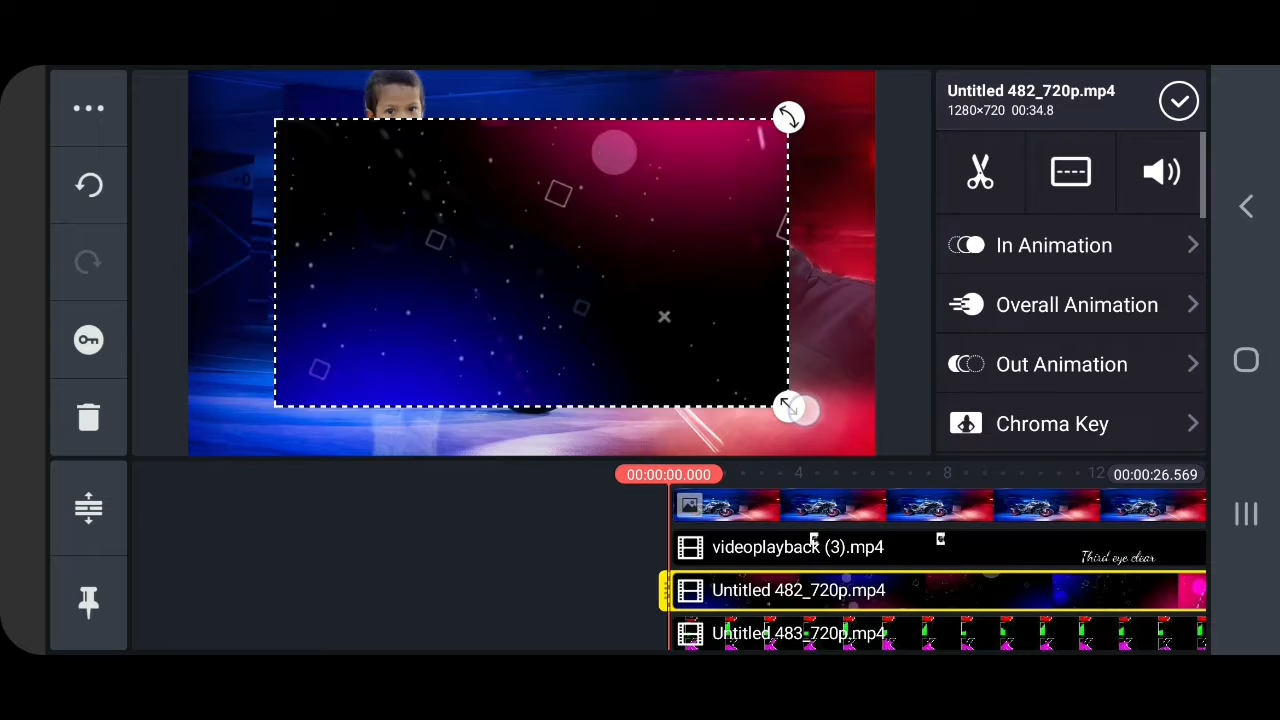 Untitled 482_720p.mp4
1280×720 00:34.8
In Animation
Overall Animation
Out Animation
Chroma Key
00:00:00.000
4
8
12
00:00:26.569
videoplayback (3).mp4
Third eye clear
Untitled 482_720p.mp4
Untitled 483_720p.mp4